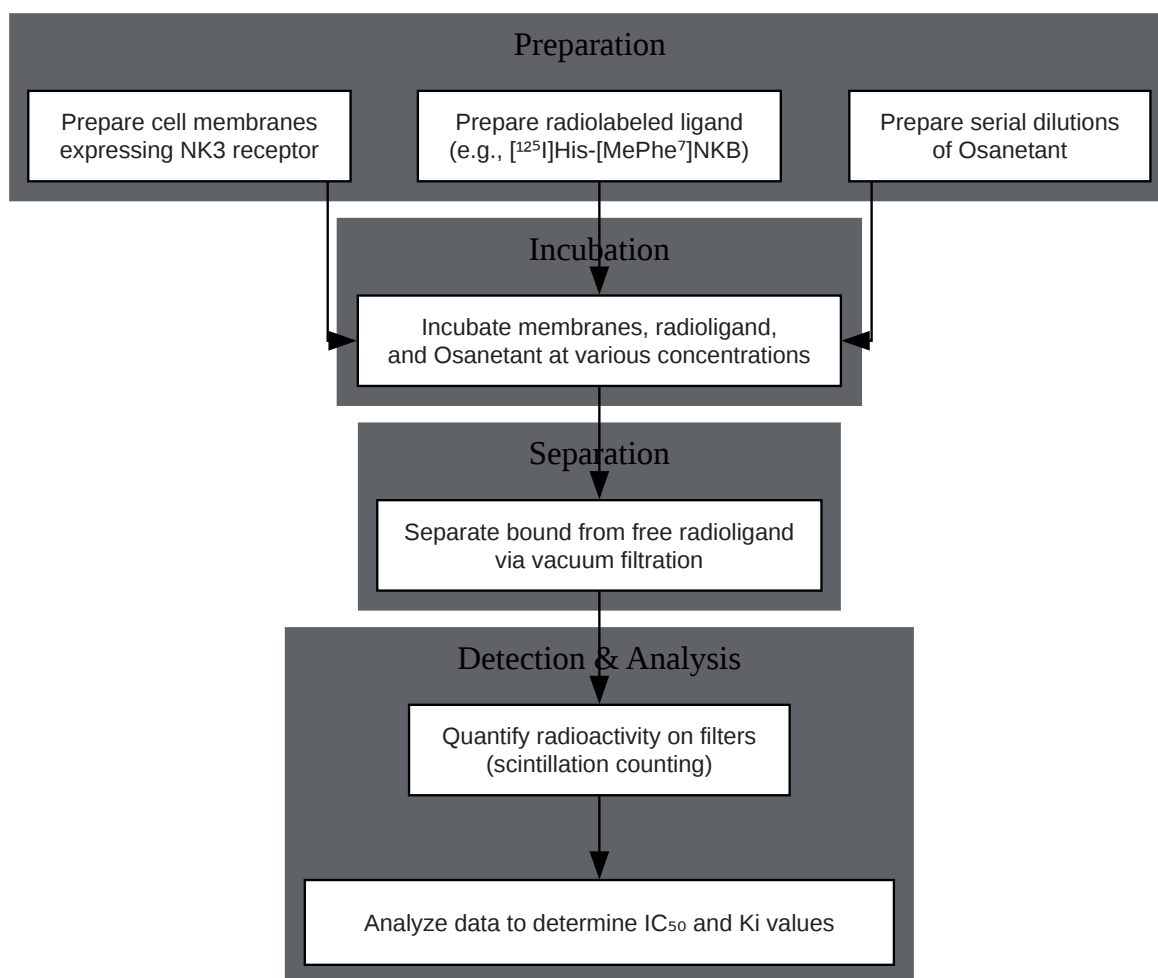 Preparation
Prepare cell membranes
expressing NK3 receptor
Prepare radiolabeled ligand
(e.g., [¹²⁵I]His-[MePhe⁷]NKB)
Prepare serial dilutions
of Osanetant
Incubation
Incubate membranes, radioligand,
and Osanetant at various concentrations
Separation
Separate bound from free radioligand
via vacuum filtration
Detection & Analysis
Quantify radioactivity on filters
(scintillation counting)
Analyze data to determine IC₅₀ and Ki values